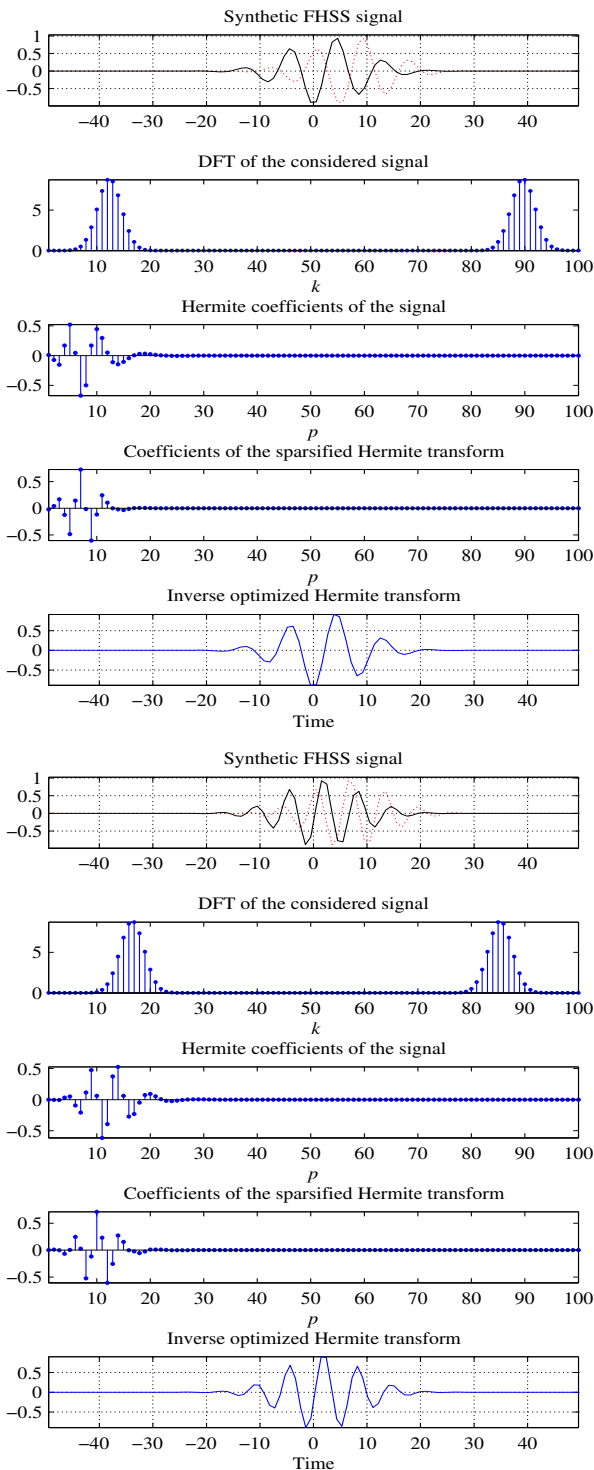 Synthetic FHSS signal
1
0.5
0
−0.5
−40 −30 −20 −10 0 10 20 30 40
DFT of the considered signal
5
0
10 20 30 40 50 60 70 80 90 100
k
Hermite coefficients of the signal
0.5
0
−0.5
10 20 30 40 50 60 70 80 90 100
p
Coefficients of the sparsified Hermite transform
0.5
0
−0.5
10 20 30 40 50 60 70 80 90 100
p
Inverse optimized Hermite transform
0.5
0
−0.5
−40 −30 −20 −10 0 10 20 30 40
Time
Synthetic FHSS signal
1
0.5
0
−0.5
−40 −30 −20 −10 0 10 20 30 40
DFT of the considered signal
5
0
10 20 30 40 50 60 70 80 90 100
k
Hermite coefficients of the signal
0.5
0
−0.5
10 20 30 40 50 60 70 80 90 100
p
Coefficients of the sparsified Hermite transform
0.5
0
−0.5
10 20 30 40 50 60 70 80 90 100
p
Inverse optimized Hermite transform
0.5
0
−0.5
−40 −30 −20 −10 0 10 20 30 40
Time